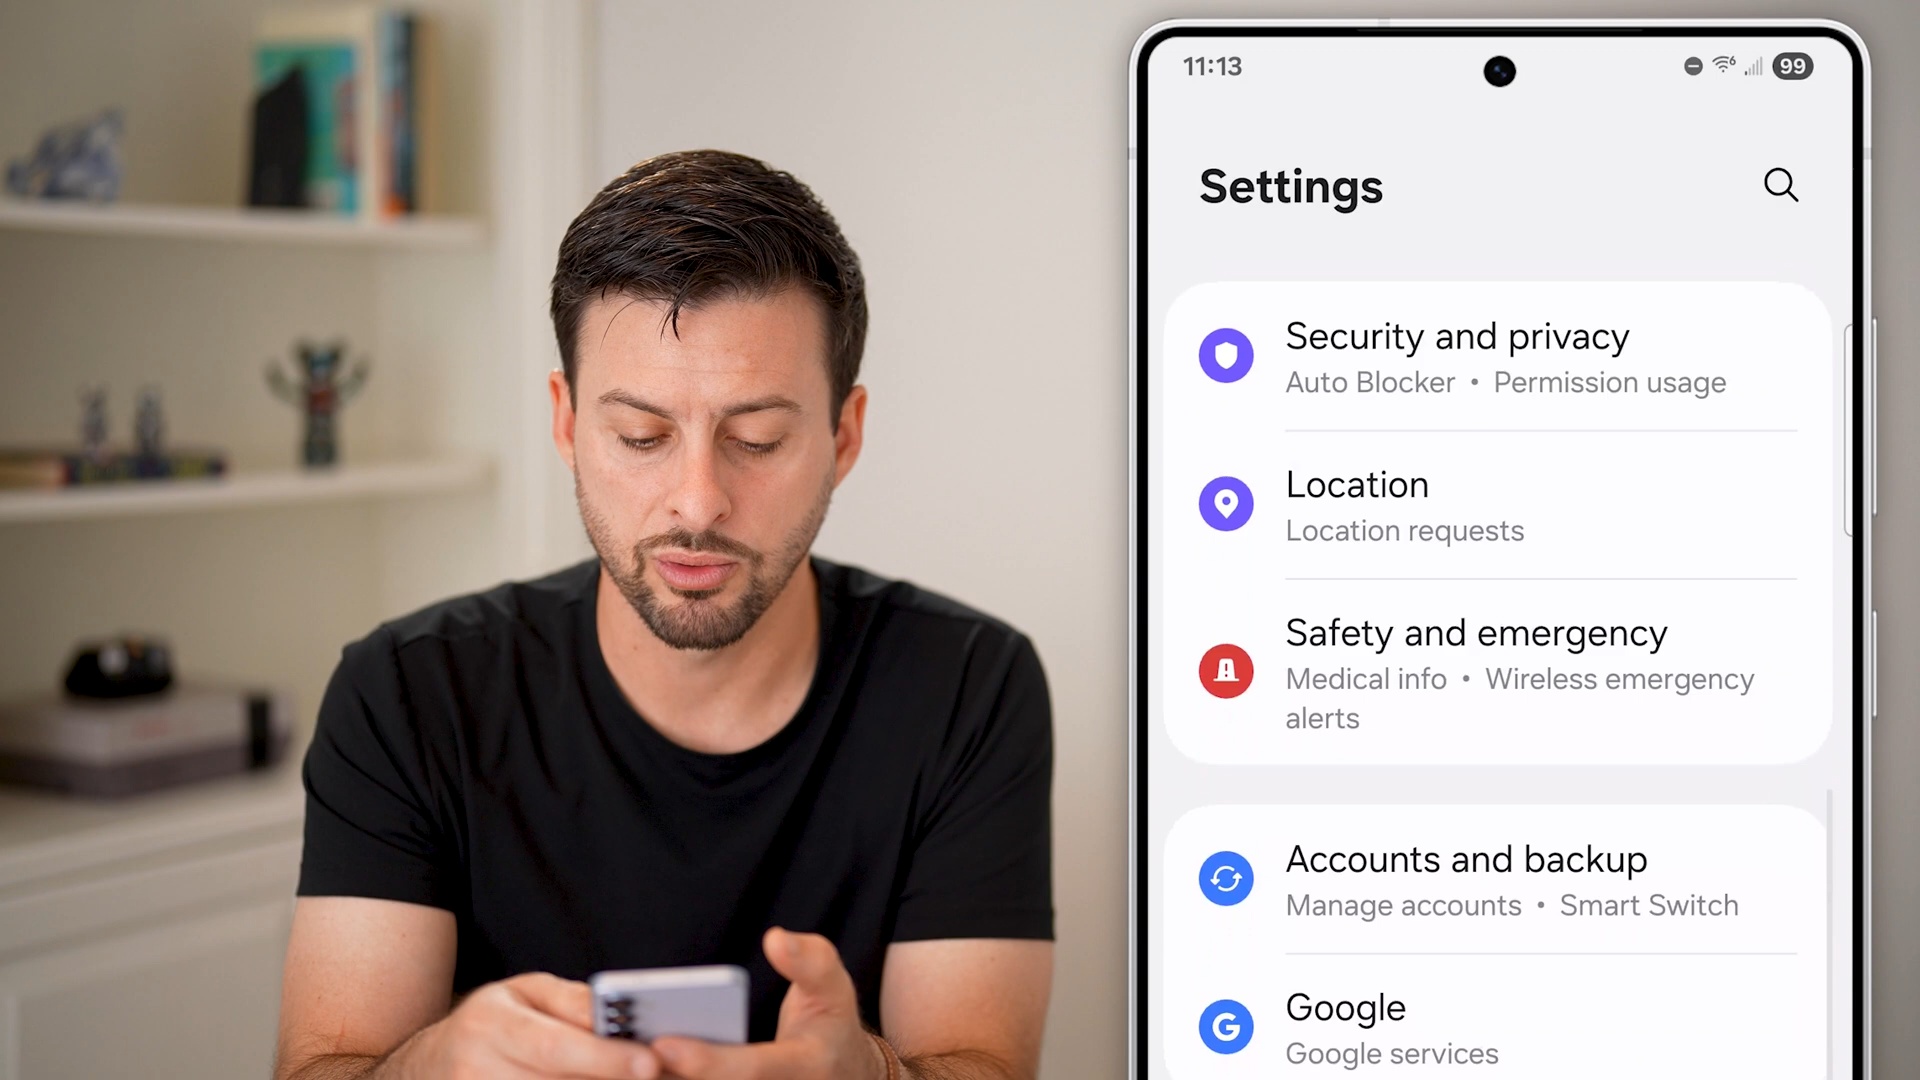 11:13
99
Settings
Security and privacy
Auto Blocker • Permission usage
Location
Location requests
Safety and emergency
Medical info • Wireless emergency
alerts
Accounts and backup
Manage accounts • Smart Switch
Google
Google services